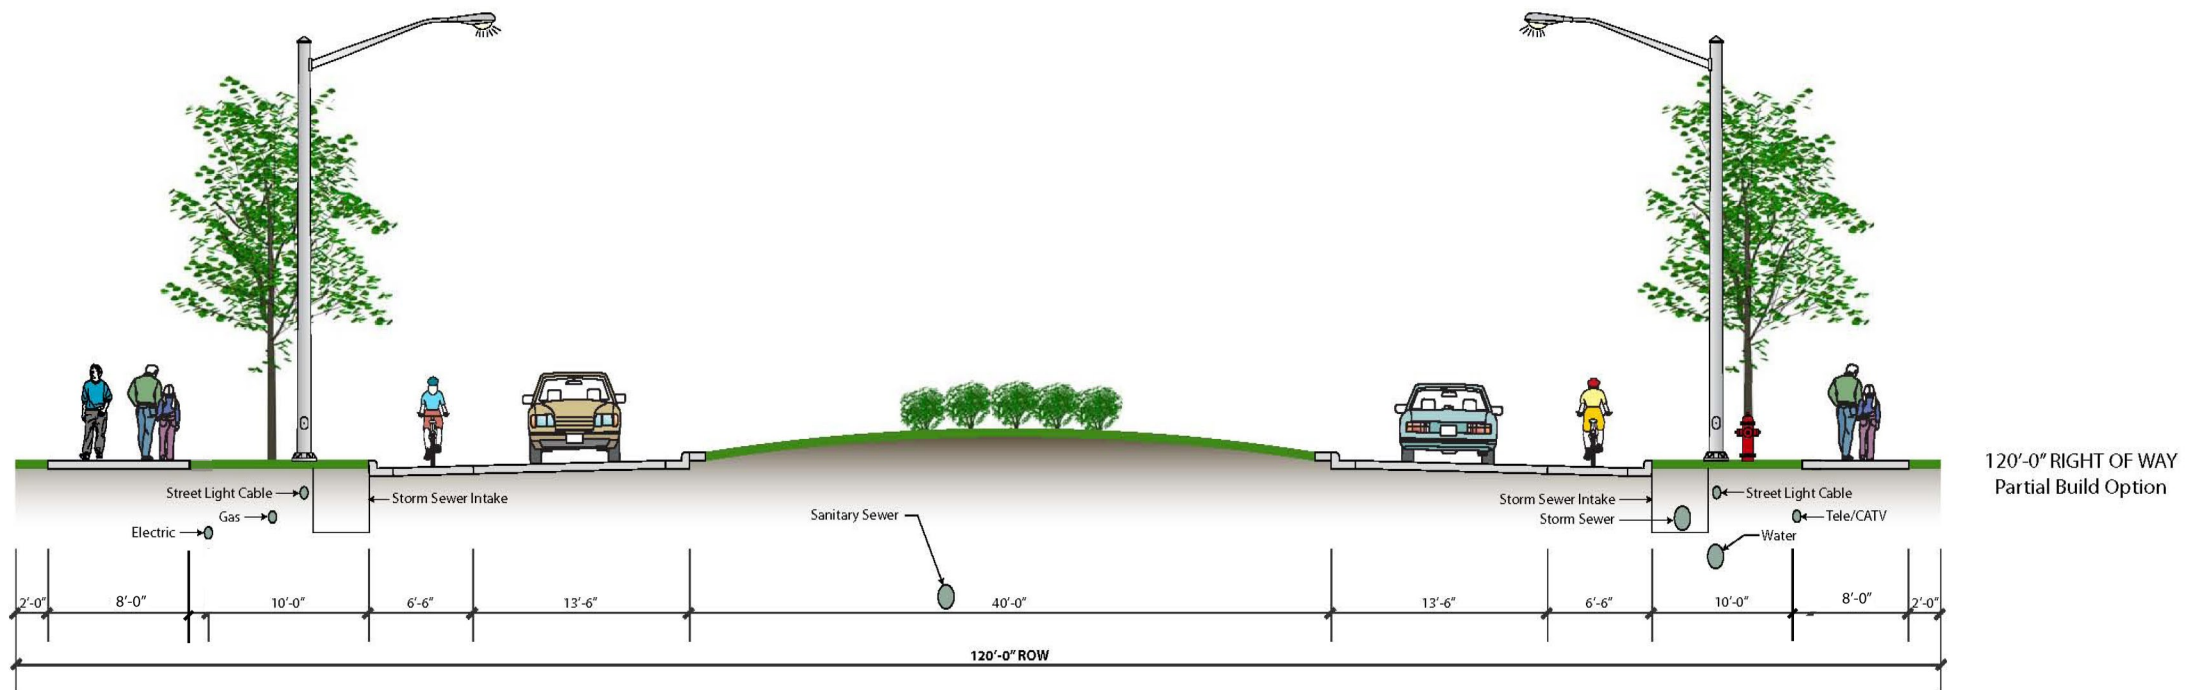 120'-0" RIGHT OF WAY
Partial Build Option
Street Light Cable
Storm Sewer Intake
Gas
Electric
Sanitary Sewer
Storm Sewer Intake
Storm Sewer
Street Light Cable
Tele/CATV
Water
2'-0" 8'-0" 10'-0" 6'-6" 13'-6" 40'-0" 13'-6" 6'-6" 10'-0" 8'-0" 2'-0"
120'-0" ROW